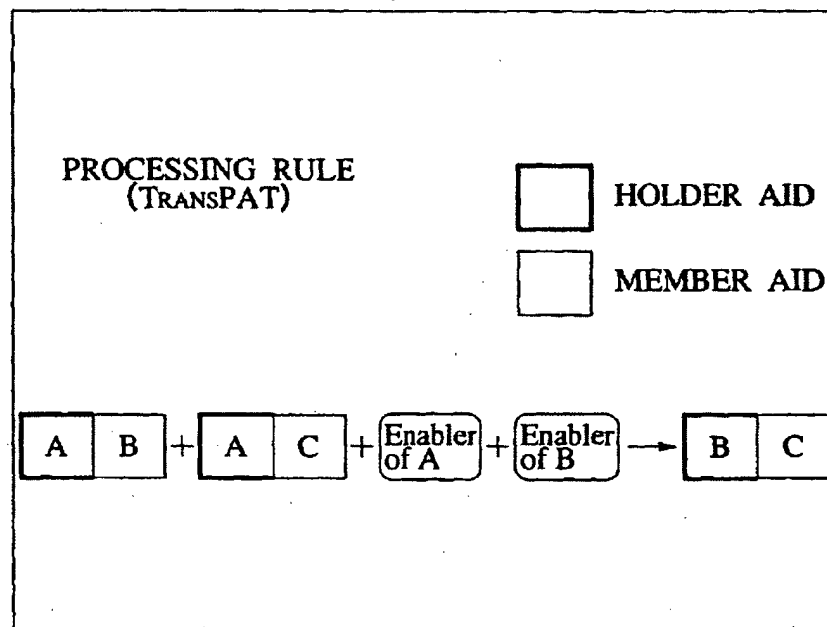 PROCESSING RULE
(TRANSPAT)
HOLDER AID
MEMBER AID
A B + A C + Enabler of A + Enabler of B → B C